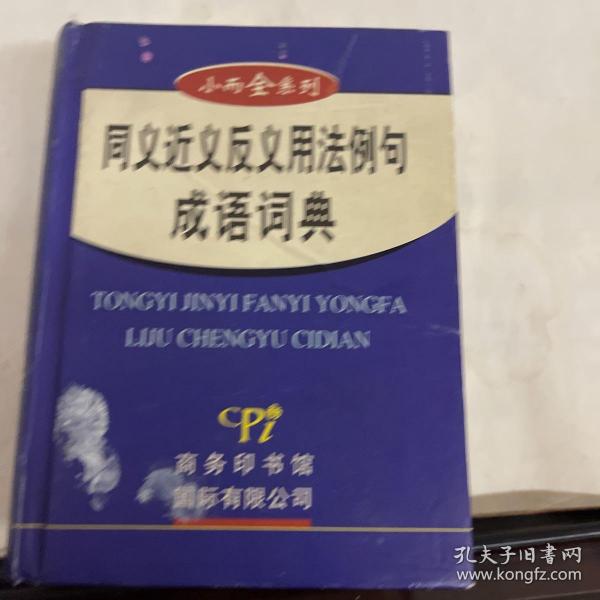 小而全系列
同义近义反义用法例句
成语词典
TONGYI JINYI FANYI YONGFA
LIJU CHENGYU CIDIAN
CPi
商务印书馆
国际有限公司
孔夫子旧书网
www.kongfz.com